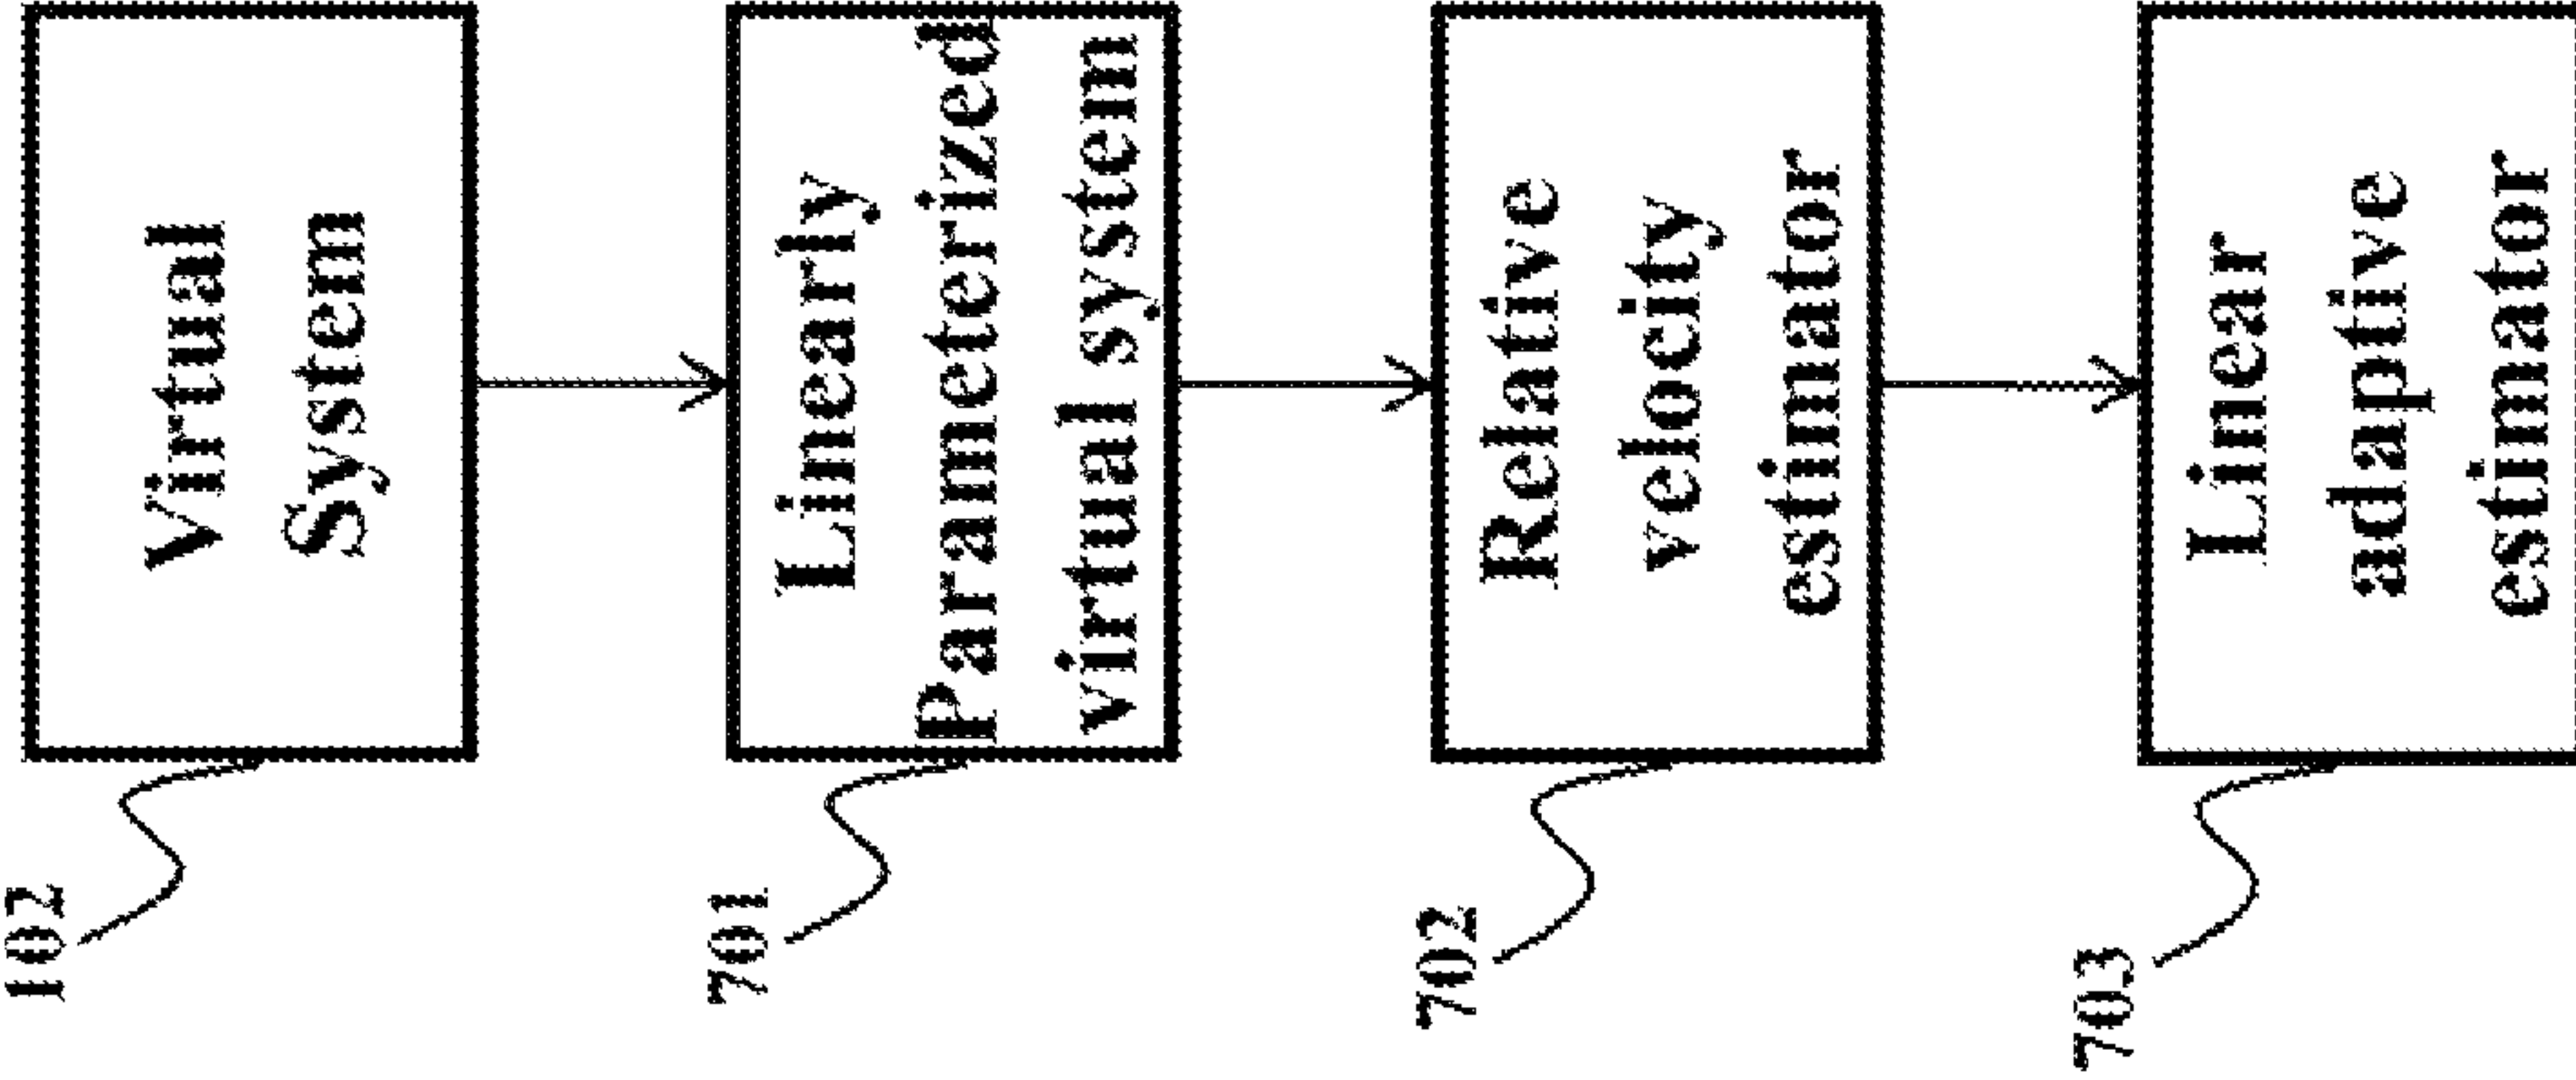 102
Virtual
System
701
Linearly
Parameterized
virtual system
702
Relative
velocity
estimator
703
Linear
adaptive
estimator